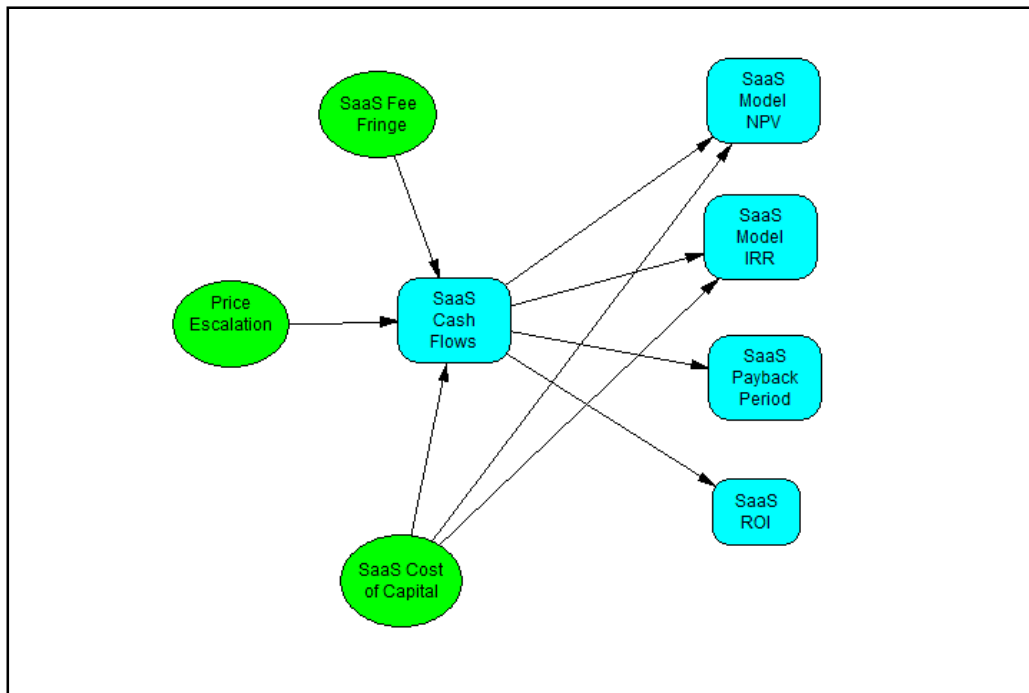 SaaS Fee
Fringe
Price
Escalation
SaaS
Cash
Flows
SaaS Cost
of Capital
SaaS
Model
NPV
SaaS
Model
IRR
SaaS
Payback
Period
SaaS
ROI